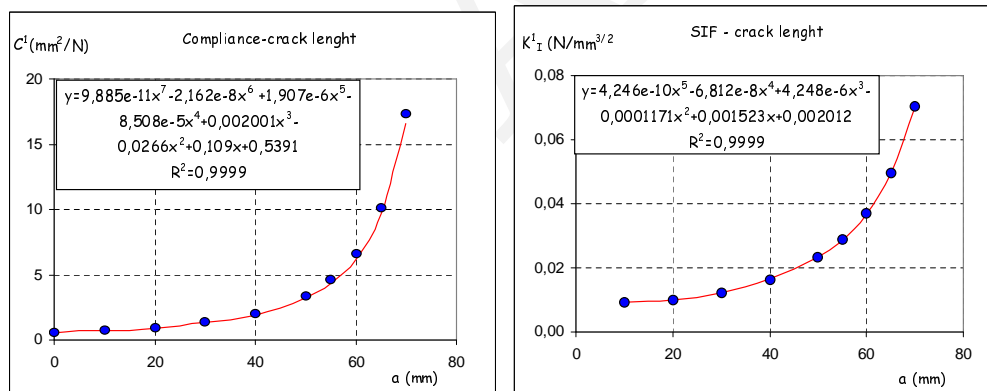 C¹(mm²/N)
Compliance-crack lenght
20
15
10
5
0
y=9,885e-11x⁷-2,162e-8x⁶ +1,907e-6x⁵-
8,508e-5x⁴+0,002001x³-
0,0266x²+0,109x+0,5391
R²=0,9999
0
20
40
60
80
a (mm)
K¹I (N/mm³/²
SIF - crack lenght
0,08
0,06
0,04
0,02
0,00
y=4,246e-10x⁵-6,812e-8x⁴+4,248e-6x³-
0,0001171x²+0,001523x+0,002012
R²=0,9999
0
20
40
60
80
a (mm)